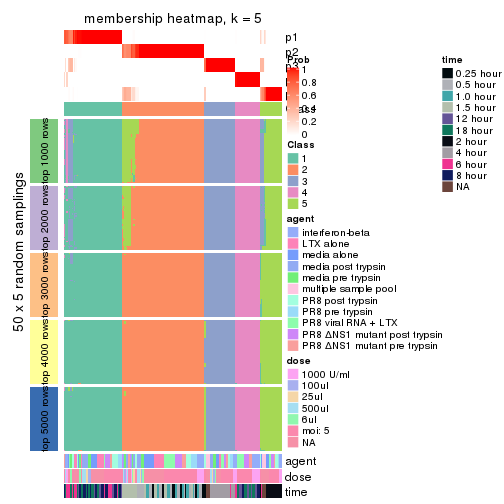 membership heatmap, k = 5
p1
p2
Prob
1
0.8
0.6
0.4
0.2
0
Class
1
2
3
4
5
agent
interferon-beta
LTX alone
media alone
media post trypsin
media pre trypsin
multiple sample pool
PR8 post trypsin
PR8 pre trypsin
PR8 viral RNA + LTX
PR8 ΔNS1 mutant post trypsin
PR8 ΔNS1 mutant pre trypsin
dose
1000 U/ml
100ul
25ul
500ul
6ul
moi: 5
NA
time
0.25 hour
0.5 hour
1.0 hour
1.5 hour
12 hour
18 hour
2 hour
4 hour
6 hour
8 hour
NA
50 x 5 random samplings
top 1000 rows
top 2000 rows
top 3000 rows
top 4000 rows
top 5000 rows
agent
dose
time